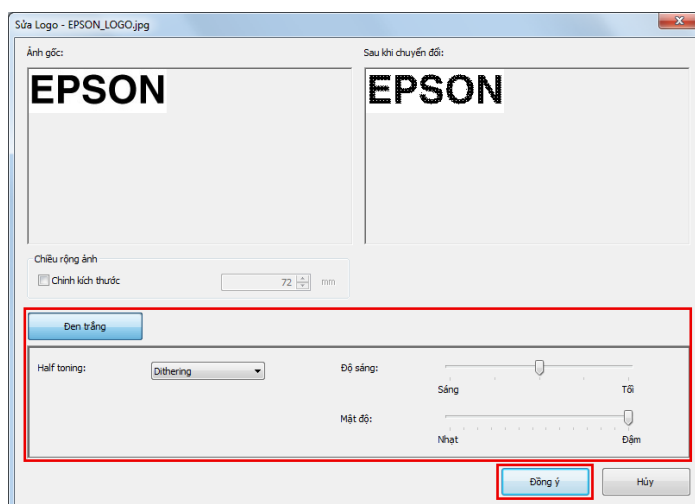 Sửa Logo - EPSON_LOGO.jpg
Ảnh gốc:
Sau khi chuyển đổi:
EPSON
EPSON
Chiều rộng ảnh
Chỉnh kích thước
72
mm
Đen trắng
Half toning:
Dithering
Độ sáng:
Sáng
Tối
Mật độ:
Nhạt
Đậm
Đồng ý
Hủy